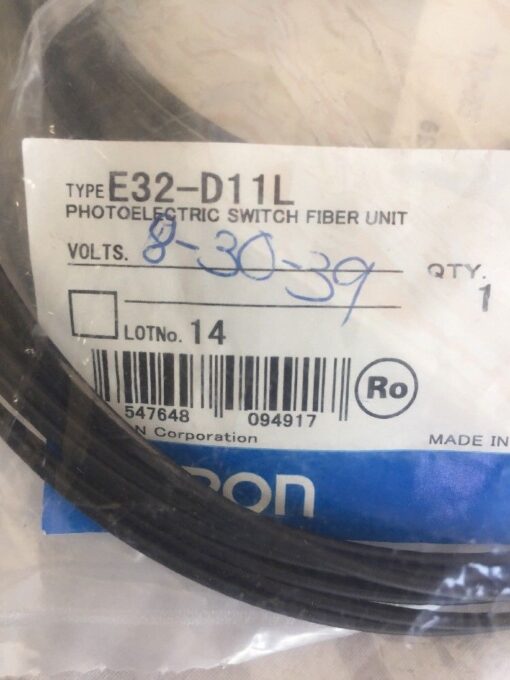 TYPE E32-D11L
PHOTOELECTRIC SWITCH FIBER UNIT
VOLTS. 8-30-39
QTY.
1
LOTNo. 14
Ro
547648 094917
N Corporation
MADE IN
RON